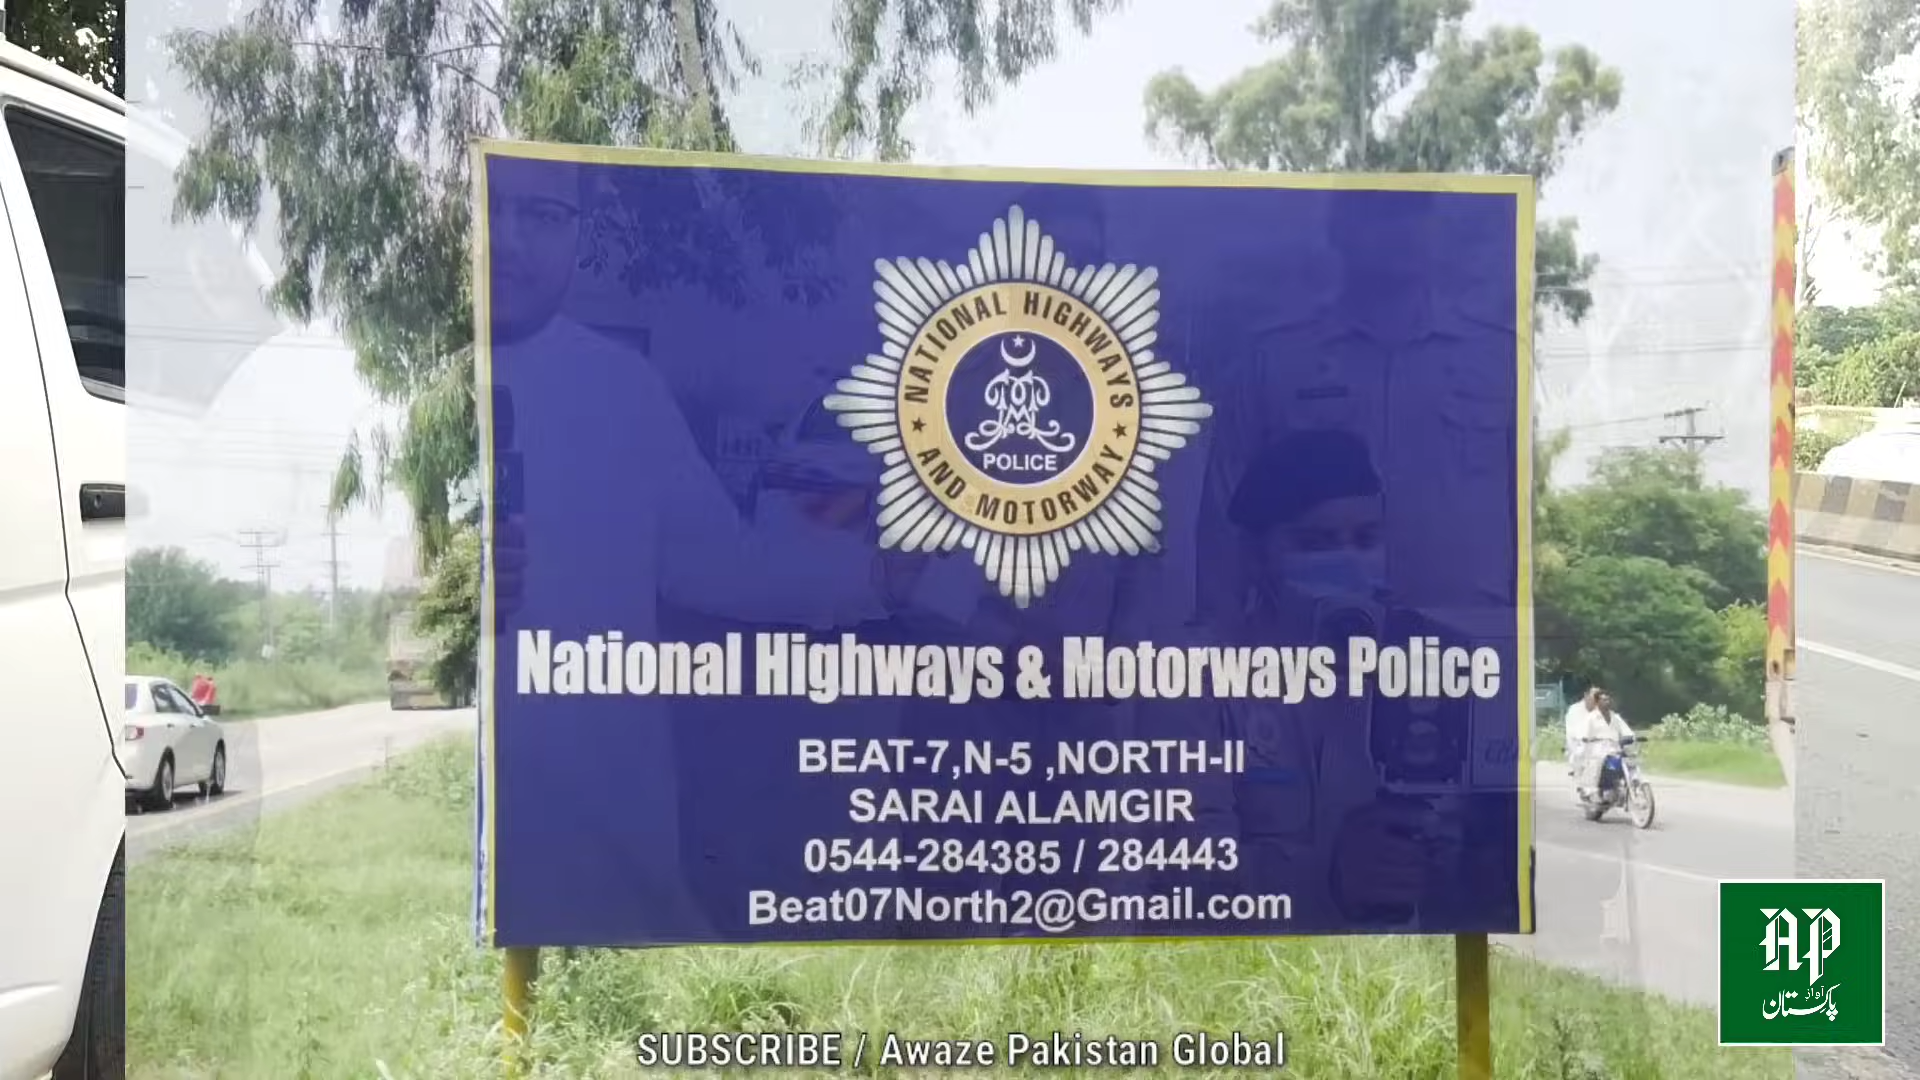 NATIONAL HIGHWAYS
AND MOTORWAY
POLICE
National Highways & Motorways Police
BEAT-7,N-5 ,NORTH-II
SARAI ALAMGIR
0544-284385 / 284443
Beat07North2@Gmail.com
AP
آواز
پاکستان
SUBSCRIBE / Awaze Pakistan Global